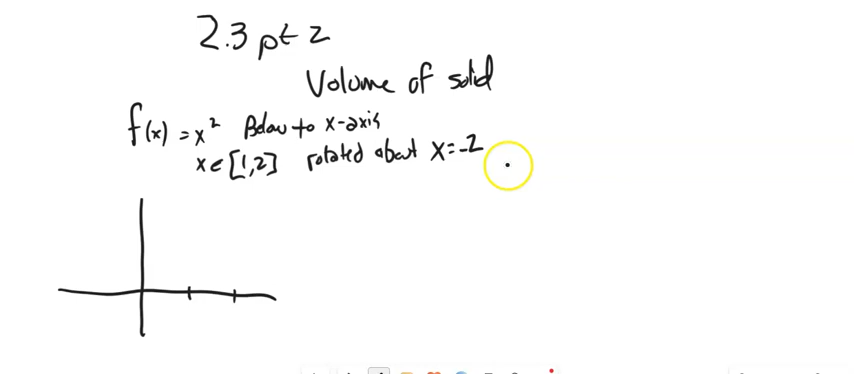 2.3 pt 2
Volume of solid
f(x) = x² Below to x-axis
x ∈ [1,2] rotated about x=-2